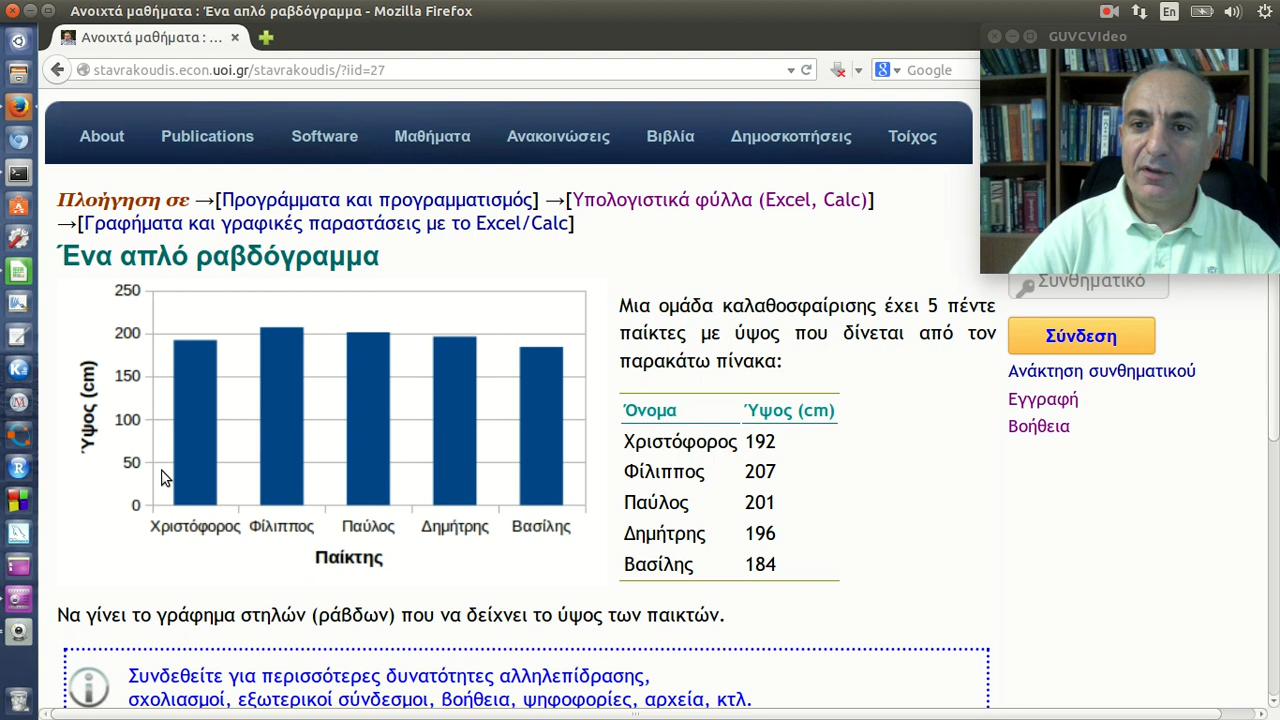 Ανοιχτά μαθήματα : Ένα απλό ραβδόγραμμα - Mozilla Firefox
En
Ανοιχτά μαθήματα : ...
GUVCVIdeo
stavrakoudis.econ.uoi.gr/stavrakoudis/?iid=27
Google
About Publications Software Μαθήματα Ανακοινώσεις Βιβλία Δημοσκοπήσεις Τοίχος
Πλοήγηση σε →[Προγράμματα και προγραμματισμός] →[Υπολογιστικά φύλλα (Excel, Calc)]
→[Γραφήματα και γραφικές παραστάσεις με το Excel/Calc]
Ένα απλό ραβδόγραμμα
250
200
150
100
50
0
Ύψος (cm)
Χριστόφορος Φίλιππος Παύλος Δημήτρης Βασίλης
Παίκτης
Μια ομάδα καλαθοσφαίρισης έχει 5 πέντε
παίκτες με ύψος που δίνεται από τον
παρακάτω πίνακα:
Όνομα Ύψος (cm)
Χριστόφορος 192
Φίλιππος 207
Παύλος 201
Δημήτρης 196
Βασίλης 184
Συνθηματικό
Σύνδεση
Ανάκτηση συνθηματικού
Εγγραφή
Βοήθεια
Να γίνει το γράφημα στηλών (ράβδων) που να δείχνει το ύψος των παικτών.
Συνδεθείτε για περισσότερες δυνατότητες αλληλεπίδρασης,
σχολιασμοί, εξωτερικοί σύνδεσμοι, βοήθεια, ψηφοφορίες, αρχεία, κτλ.